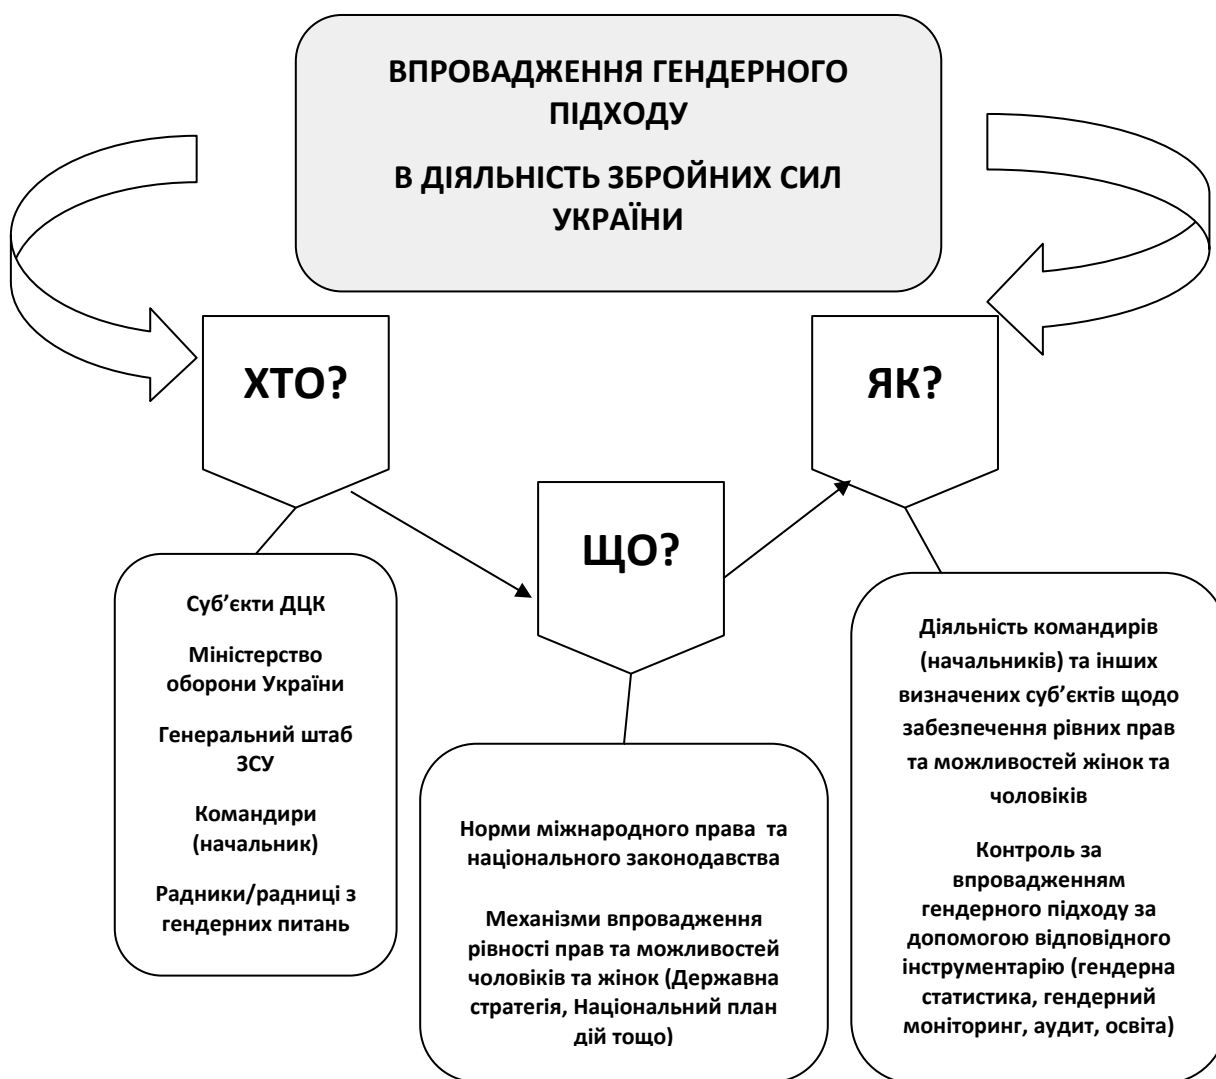 ВПРОВАДЖЕННЯ ГЕНДЕРНОГО
ПІДХОДУ
В ДІЯЛЬНІСТЬ ЗБРОЙНИХ СИЛ
УКРАЇНИ
ХТО?
ЩО?
ЯК?
Суб’єкти ДЦК
Міністерство
оборони України
Генеральний штаб
ЗСУ
Командири
(начальник)
Радники/радниці з
гендерних питань
Норми міжнародного права та
національного законодавства
Механізми впровадження
рівності прав та можливостей
чоловіків та жінок (Державна
стратегія, Національний план
дій тощо)
Діяльність командирів
(начальників) та інших
визначених суб’єктів щодо
забезпечення рівних прав
та можливостей жінок та
чоловіків
Контроль за
впровадженням
гендерного підходу за
допомогою відповідного
інструментарію (гендерна
статистика, гендерний
моніторинг, аудит, освіта)